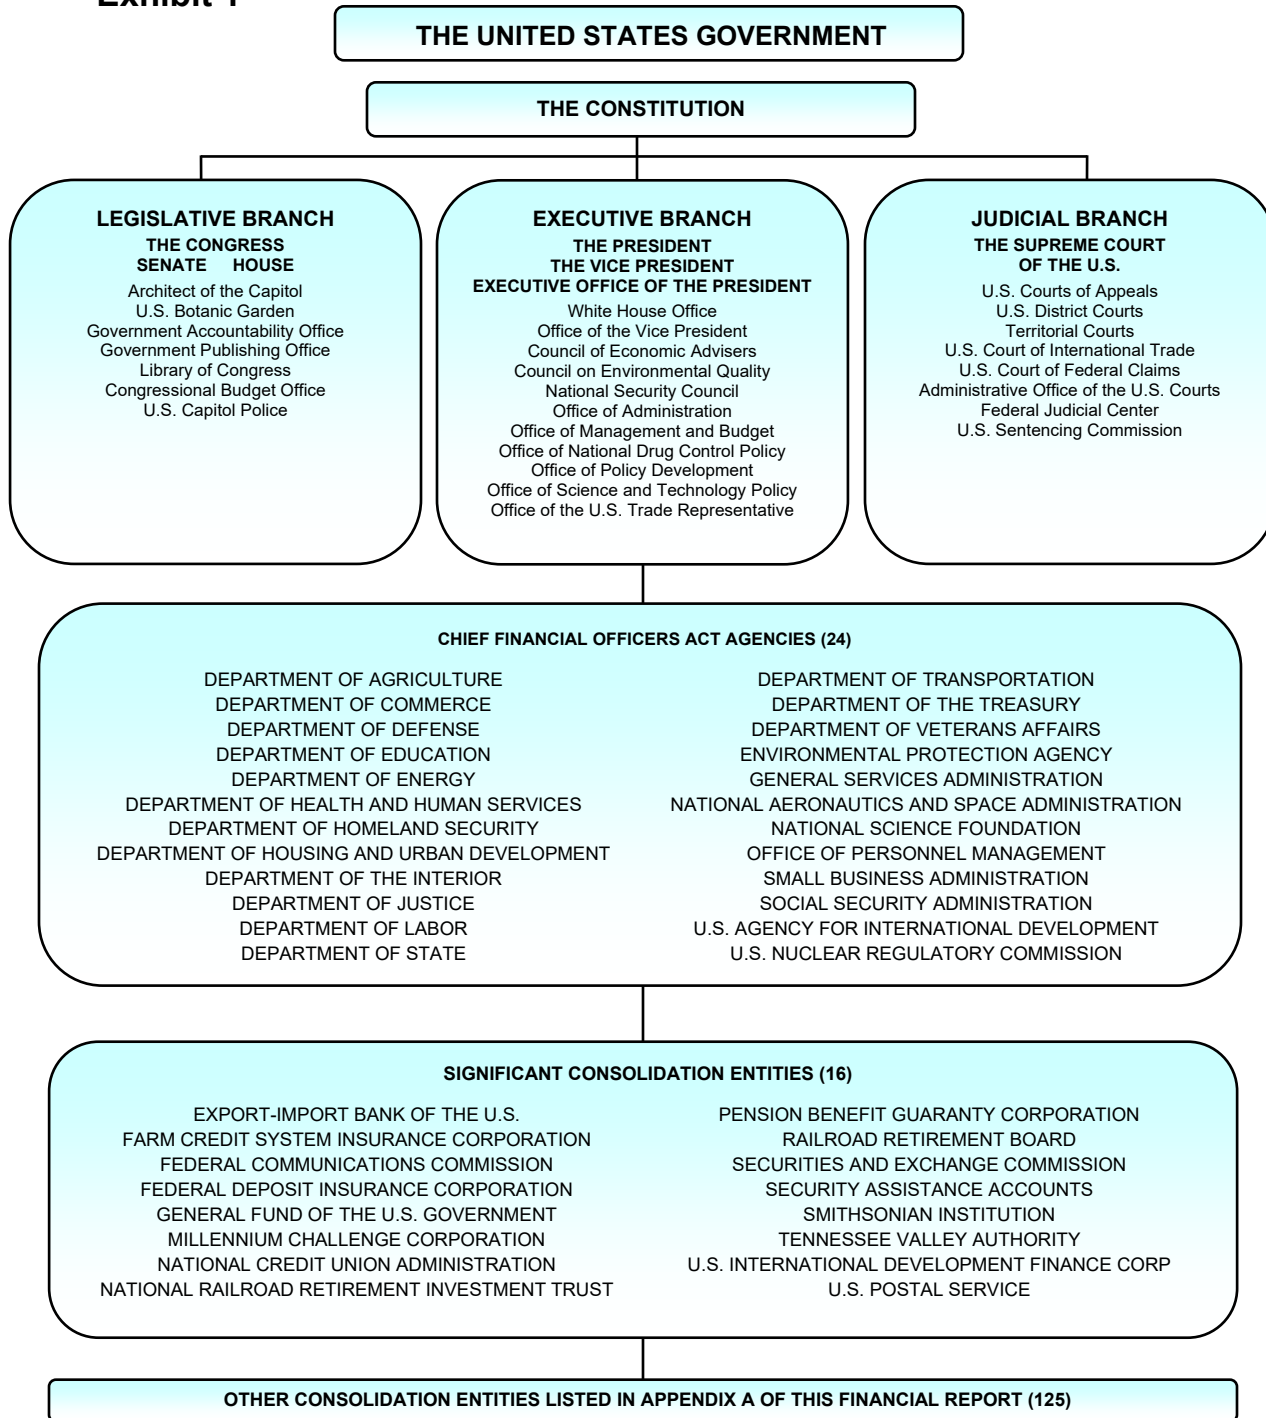 Exhibit 1
THE UNITED STATES GOVERNMENT
THE CONSTITUTION
LEGISLATIVE BRANCH
THE CONGRESS
SENATE HOUSE
Architect of the Capitol
U.S. Botanic Garden
Government Accountability Office
Government Publishing Office
Library of Congress
Congressional Budget Office
U.S. Capitol Police
EXECUTIVE BRANCH
THE PRESIDENT
THE VICE PRESIDENT
EXECUTIVE OFFICE OF THE PRESIDENT
White House Office
Office of the Vice President
Council of Economic Advisers
Council on Environmental Quality
National Security Council
Office of Administration
Office of Management and Budget
Office of National Drug Control Policy
Office of Policy Development
Office of Science and Technology Policy
Office of the U.S. Trade Representative
JUDICIAL BRANCH
THE SUPREME COURT
OF THE U.S.
U.S. Courts of Appeals
U.S. District Courts
Territorial Courts
U.S. Court of International Trade
U.S. Court of Federal Claims
Administrative Office of the U.S. Courts
Federal Judicial Center
U.S. Sentencing Commission
CHIEF FINANCIAL OFFICERS ACT AGENCIES (24)
DEPARTMENT OF AGRICULTURE
DEPARTMENT OF COMMERCE
DEPARTMENT OF DEFENSE
DEPARTMENT OF EDUCATION
DEPARTMENT OF ENERGY
DEPARTMENT OF HEALTH AND HUMAN SERVICES
DEPARTMENT OF HOMELAND SECURITY
DEPARTMENT OF HOUSING AND URBAN DEVELOPMENT
DEPARTMENT OF THE INTERIOR
DEPARTMENT OF JUSTICE
DEPARTMENT OF LABOR
DEPARTMENT OF STATE
DEPARTMENT OF TRANSPORTATION
DEPARTMENT OF THE TREASURY
DEPARTMENT OF VETERANS AFFAIRS
ENVIRONMENTAL PROTECTION AGENCY
GENERAL SERVICES ADMINISTRATION
NATIONAL AERONAUTICS AND SPACE ADMINISTRATION
NATIONAL SCIENCE FOUNDATION
OFFICE OF PERSONNEL MANAGEMENT
SMALL BUSINESS ADMINISTRATION
SOCIAL SECURITY ADMINISTRATION
U.S. AGENCY FOR INTERNATIONAL DEVELOPMENT
U.S. NUCLEAR REGULATORY COMMISSION
SIGNIFICANT CONSOLIDATION ENTITIES (16)
EXPORT-IMPORT BANK OF THE U.S.
FARM CREDIT SYSTEM INSURANCE CORPORATION
FEDERAL COMMUNICATIONS COMMISSION
FEDERAL DEPOSIT INSURANCE CORPORATION
GENERAL FUND OF THE U.S. GOVERNMENT
MILLENNIUM CHALLENGE CORPORATION
NATIONAL CREDIT UNION ADMINISTRATION
NATIONAL RAILROAD RETIREMENT INVESTMENT TRUST
PENSION BENEFIT GUARANTY CORPORATION
RAILROAD RETIREMENT BOARD
SECURITIES AND EXCHANGE COMMISSION
SECURITY ASSISTANCE ACCOUNTS
SMITHSONIAN INSTITUTION
TENNESSEE VALLEY AUTHORITY
U.S. INTERNATIONAL DEVELOPMENT FINANCE CORP
U.S. POSTAL SERVICE
OTHER CONSOLIDATION ENTITIES LISTED IN APPENDIX A OF THIS FINANCIAL REPORT (125)